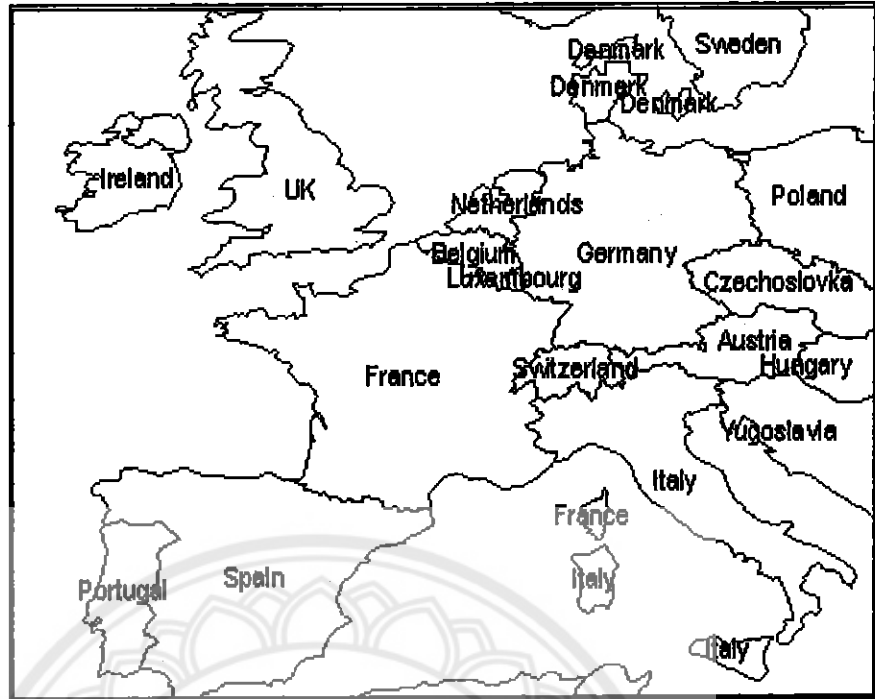 Denmark
Sweden
Denmark
Denmark
Ireland
UK
Netherlands
Poland
Belgium
Germany
Luxembourg
Czechoslovka
Austria
France
Switzerland
Hungary
Yugoslavia
Italy
France
Portugal
Spain
Italy
Italy